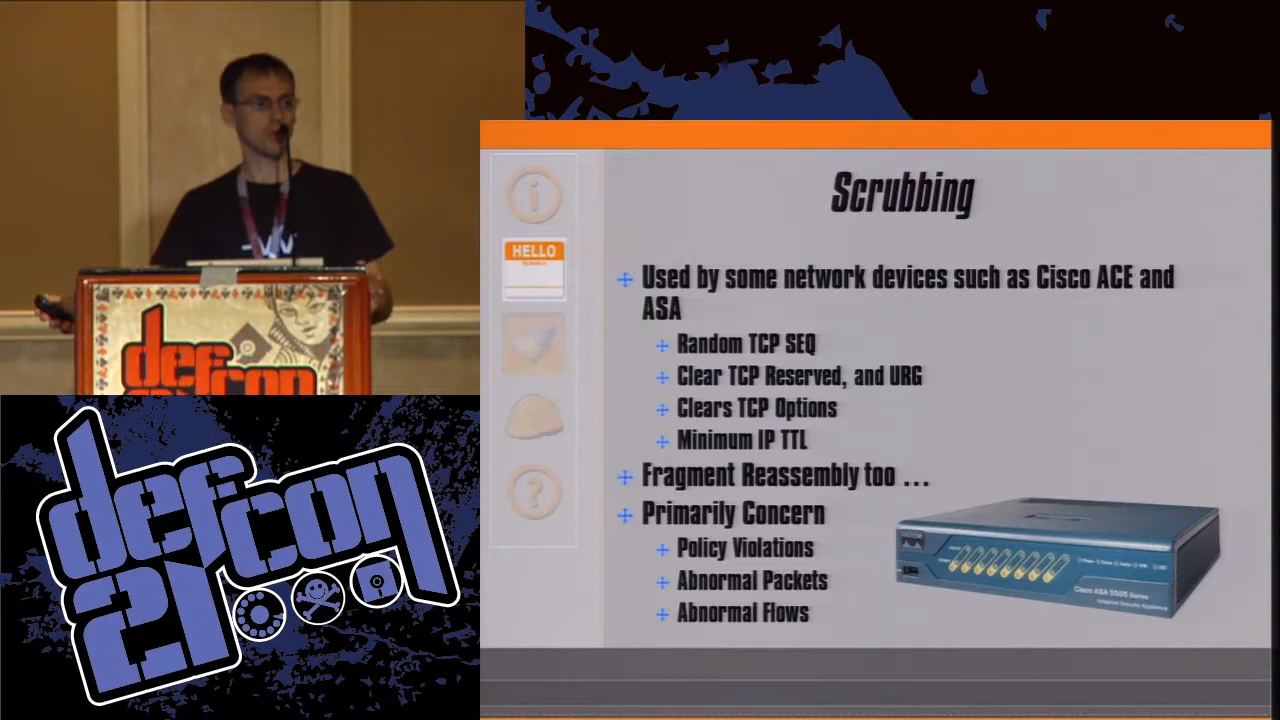 Scrubbing
HELLO
Used by some network devices such as Cisco ACE and
ASA
Random TCP SEQ
Clear TCP Reserved, and URG
Clears TCP Options
Minimum IP TTL
Fragment Reassembly too ...
Primarily Concern
Policy Violations
Abnormal Packets
Abnormal Flows
Cisco ASA 5505 Series
Adaptive Security Appliance
defcon
defcon
21